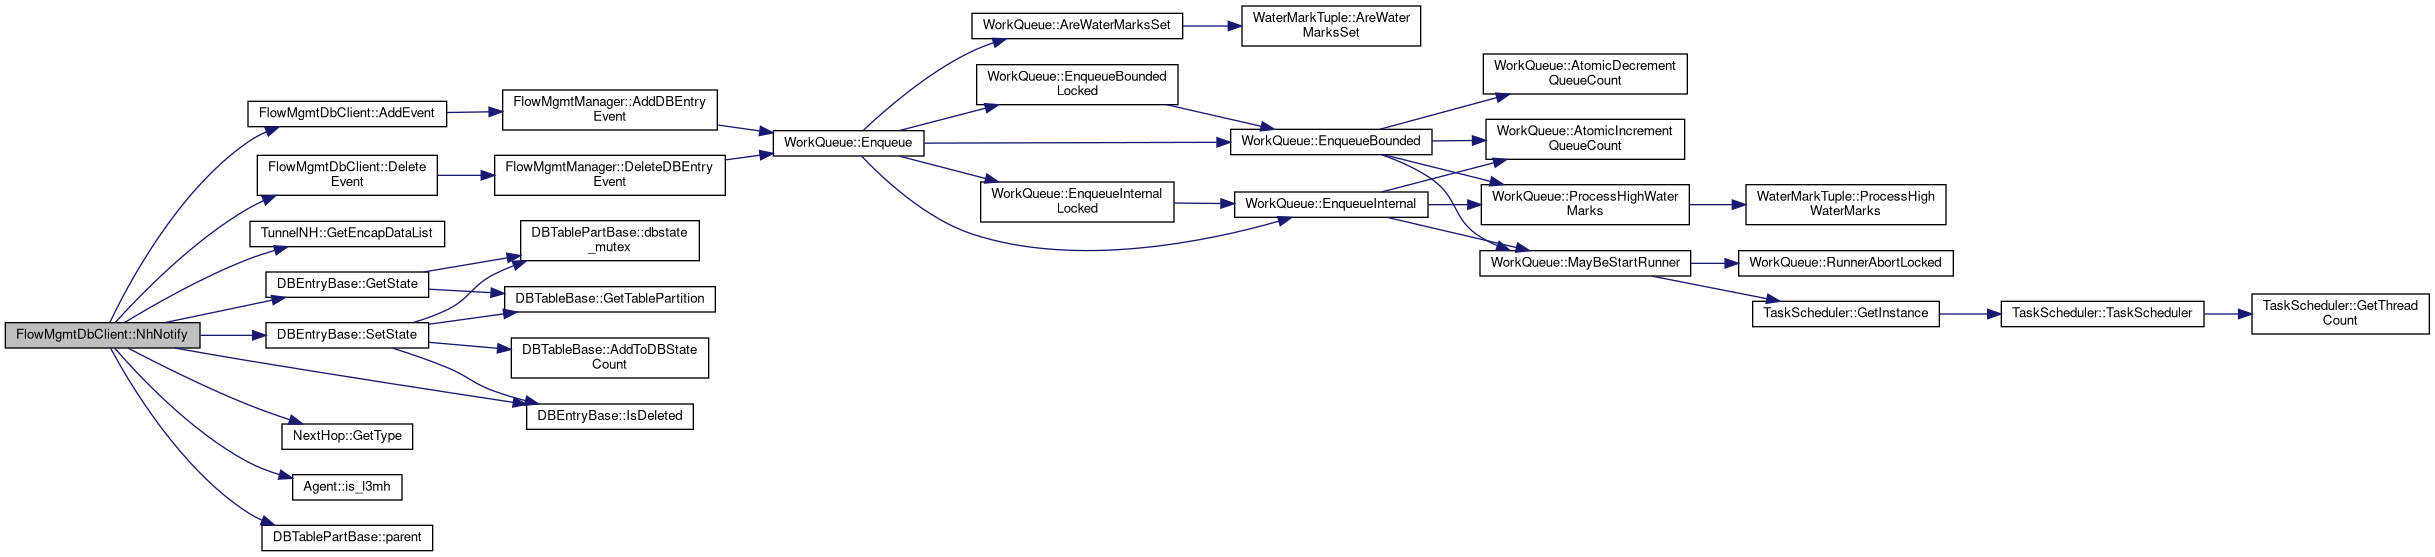 FlowMgmtDbClient::NhNotify
FlowMgmtDbClient::AddEvent
FlowMgmtDbClient::Delete
Event
TunnelNH::GetEncapDataList
DBEntryBase::GetState
DBEntryBase::SetState
NextHop::GetType
Agent::is_l3mh
DBTablePartBase::parent
FlowMgmtManager::AddDBEntry
Event
FlowMgmtManager::DeleteDBEntry
Event
DBTablePartBase::dbstate
_mutex
DBTableBase::GetTablePartition
DBTableBase::AddToDBState
Count
DBEntryBase::IsDeleted
WorkQueue::Enqueue
WorkQueue::AreWaterMarksSet
WorkQueue::EnqueueBounded
Locked
WorkQueue::EnqueueInternal
Locked
WaterMarkTuple::AreWater
MarksSet
WorkQueue::EnqueueBounded
WorkQueue::EnqueueInternal
WorkQueue::AtomicDecrement
QueueCount
WorkQueue::AtomicIncrement
QueueCount
WorkQueue::ProcessHighWater
Marks
WorkQueue::MayBeStartRunner
WaterMarkTuple::ProcessHigh
WaterMarks
WorkQueue::RunnerAbortLocked
TaskScheduler::GetInstance
TaskScheduler::TaskScheduler
TaskScheduler::GetThread
Count